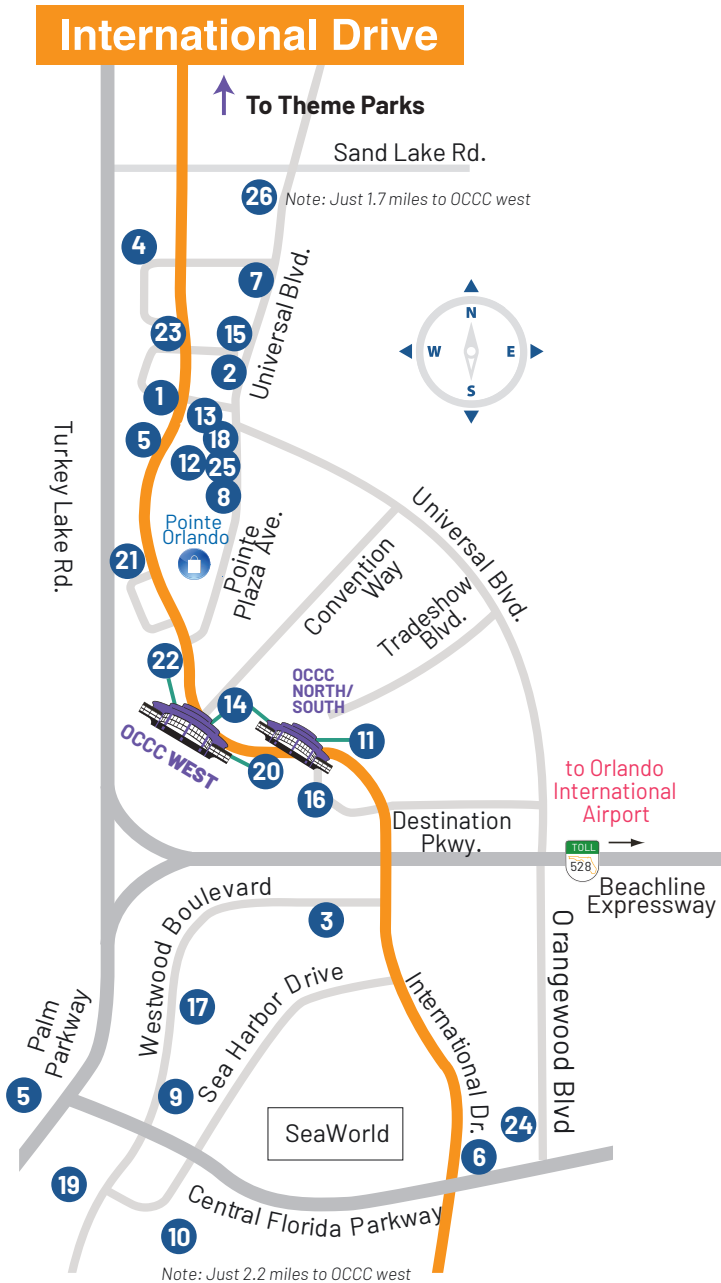 International Drive
To Theme Parks
Sand Lake Rd.
26
Note: Just 1.7 miles to OCCC west
4
7
Universal Blvd.
23
15
2
N
W
E
S
1
13
5
18
12
25
8
Turkey Lake Rd.
Pointe
Orlando
Pointe
Plaza Ave.
21
Convention
Way
Tradeshow
Blvd.
Universal Blvd.
22
OCCC
NORTH/
SOUTH
14
11
OCCC WEST
20
16
to Orlando
International
Airport
Destination
Pkwy.
TOLL
528
Beachline
Expressway
Westwood Boulevard
3
17
Sea Harbor Drive
International Dr.
Orangewood Blvd
Palm
Parkway
5
9
SeaWorld
24
6
19
Central Florida Parkway
10
Note: Just 2.2 miles to OCCC west